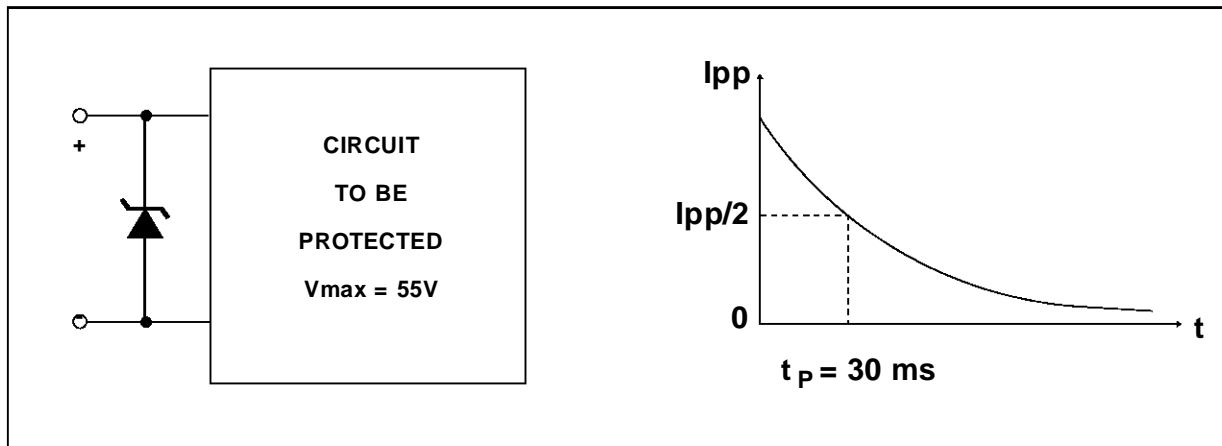 +
-
CIRCUIT
TO BE
PROTECTED
Vmax = 55V
Ipp
Ipp/2
0
t
t P = 30 ms